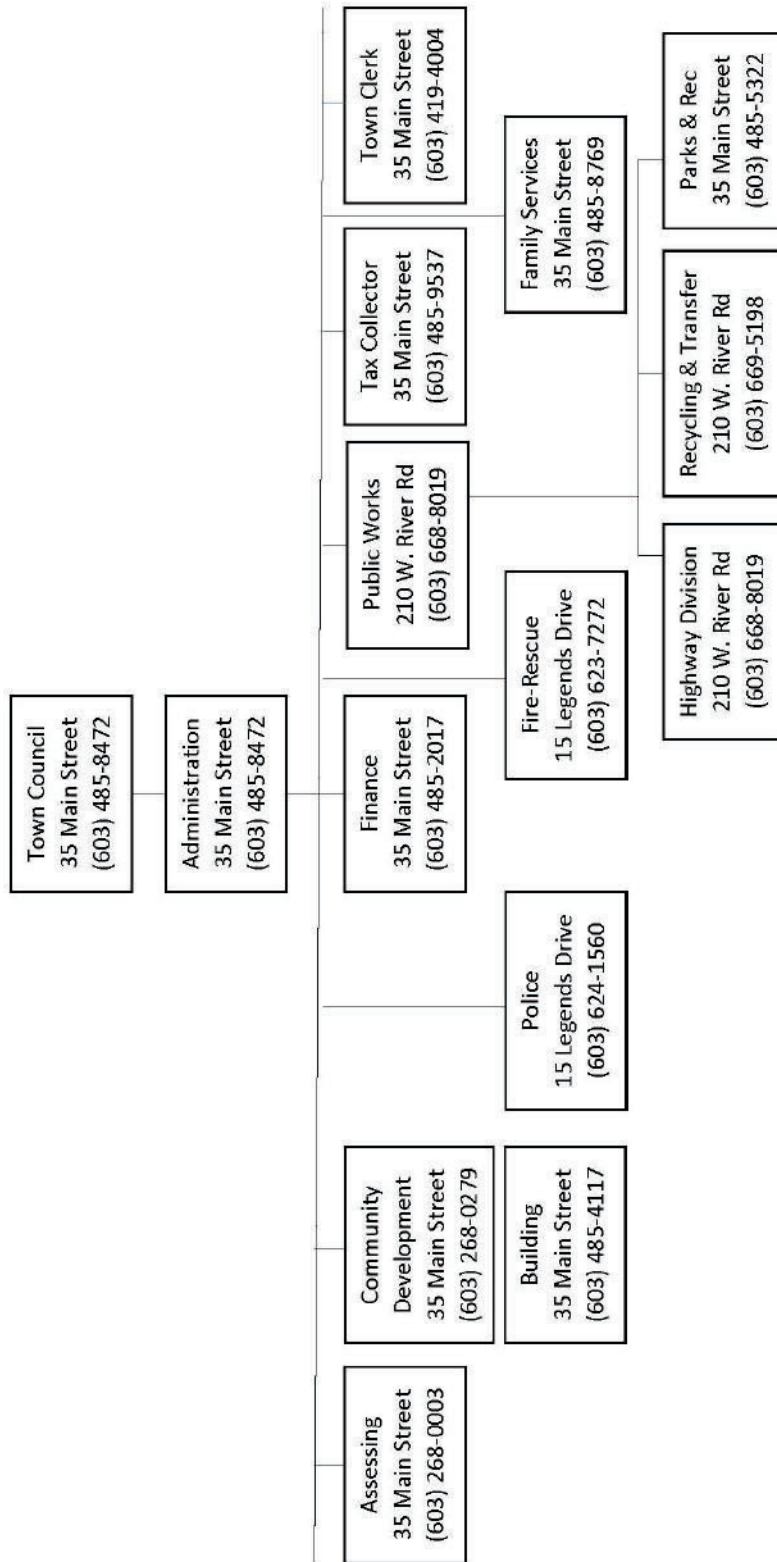 Town Council
35 Main Street
(603) 485-8472
Administration
35 Main Street
(603) 485-8472
Assessing
35 Main Street
(603) 268-0003
Community
Development
35 Main Street
(603) 268-0279
Finance
35 Main Street
(603) 485-2017
Public Works
210 W. River Rd
(603) 668-8019
Tax Collector
35 Main Street
(603) 485-9537
Town Clerk
35 Main Street
(603) 419-4004
Building
35 Main Street
(603) 485-4117
Police
15 Legends Drive
(603) 624-1560
Fire-Rescue
15 Legends Drive
(603) 623-7272
Family Services
35 Main Street
(603) 485-8769
Highway Division
210 W. River Rd
(603) 668-8019
Recycling & Transfer
210 W. River Rd
(603) 669-5198
Parks & Rec
35 Main Street
(603) 485-5322